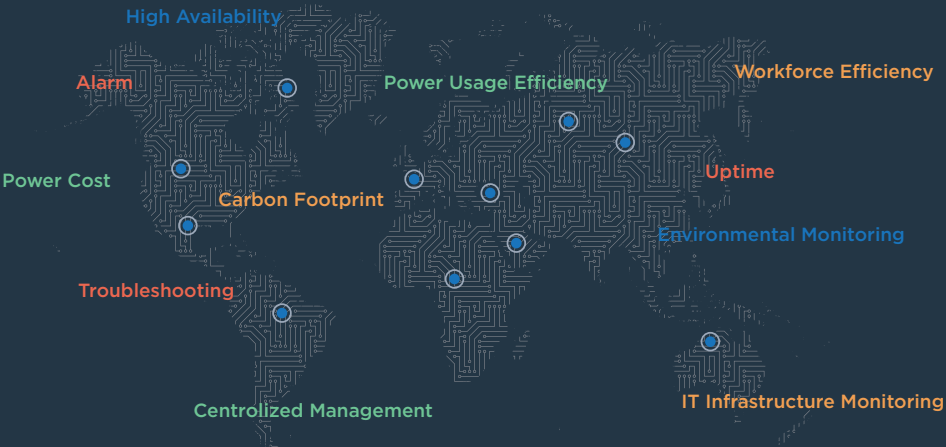 High Availability
Alarm
Power Usage Efficiency
Workforce Efficiency
Power Cost
Carbon Footprint
Uptime
Environmental Monitoring
Troubleshooting
Centrolized Management
IT Infrastructure Monitoring